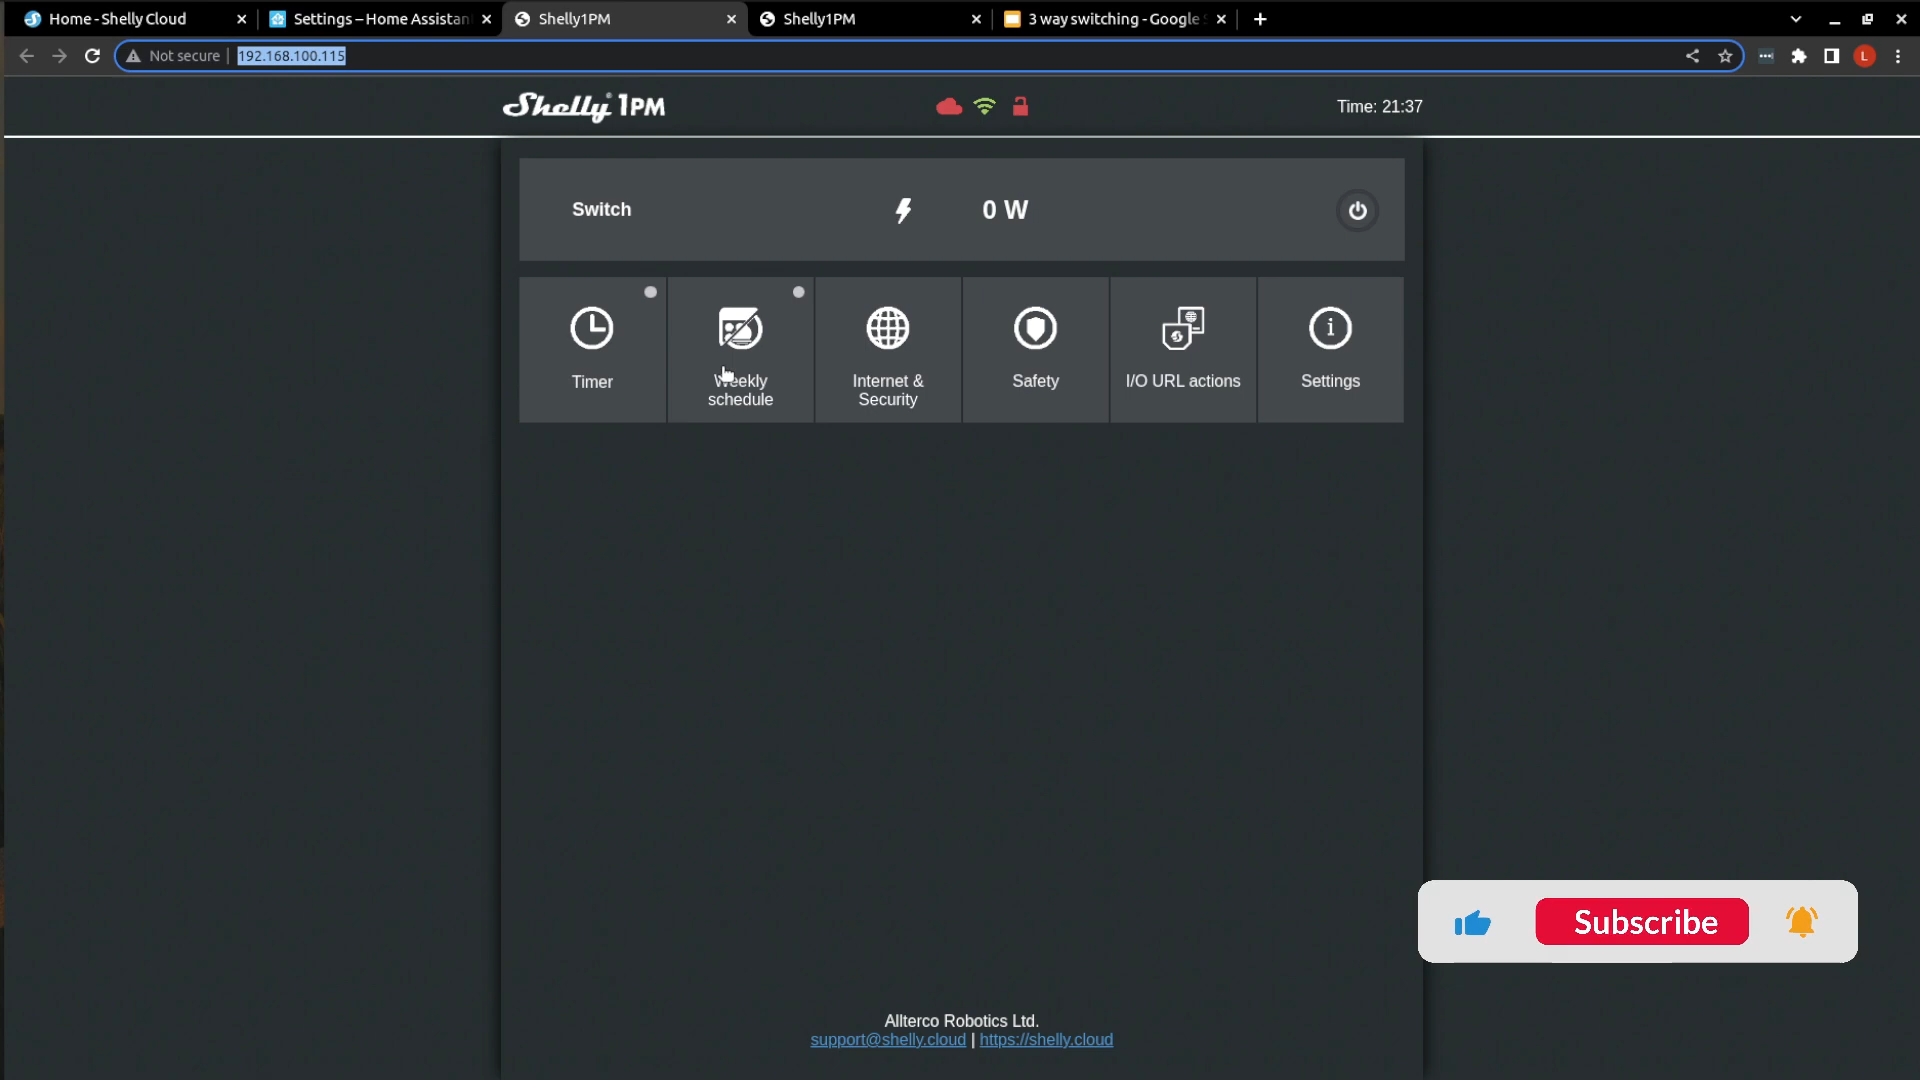 Home - Shelly Cloud
Settings – Home Assistan
Shelly1PM
Shelly1PM
3 way switching - Google
Not secure
192.168.100.115
L
Shelly® 1PM
Time: 21:37
Switch
0 W
Timer
Weekly
schedule
Internet &
Security
Safety
I/O URL actions
Settings
Subscribe
Allterco Robotics Ltd.
support@shelly.cloud | https://shelly.cloud